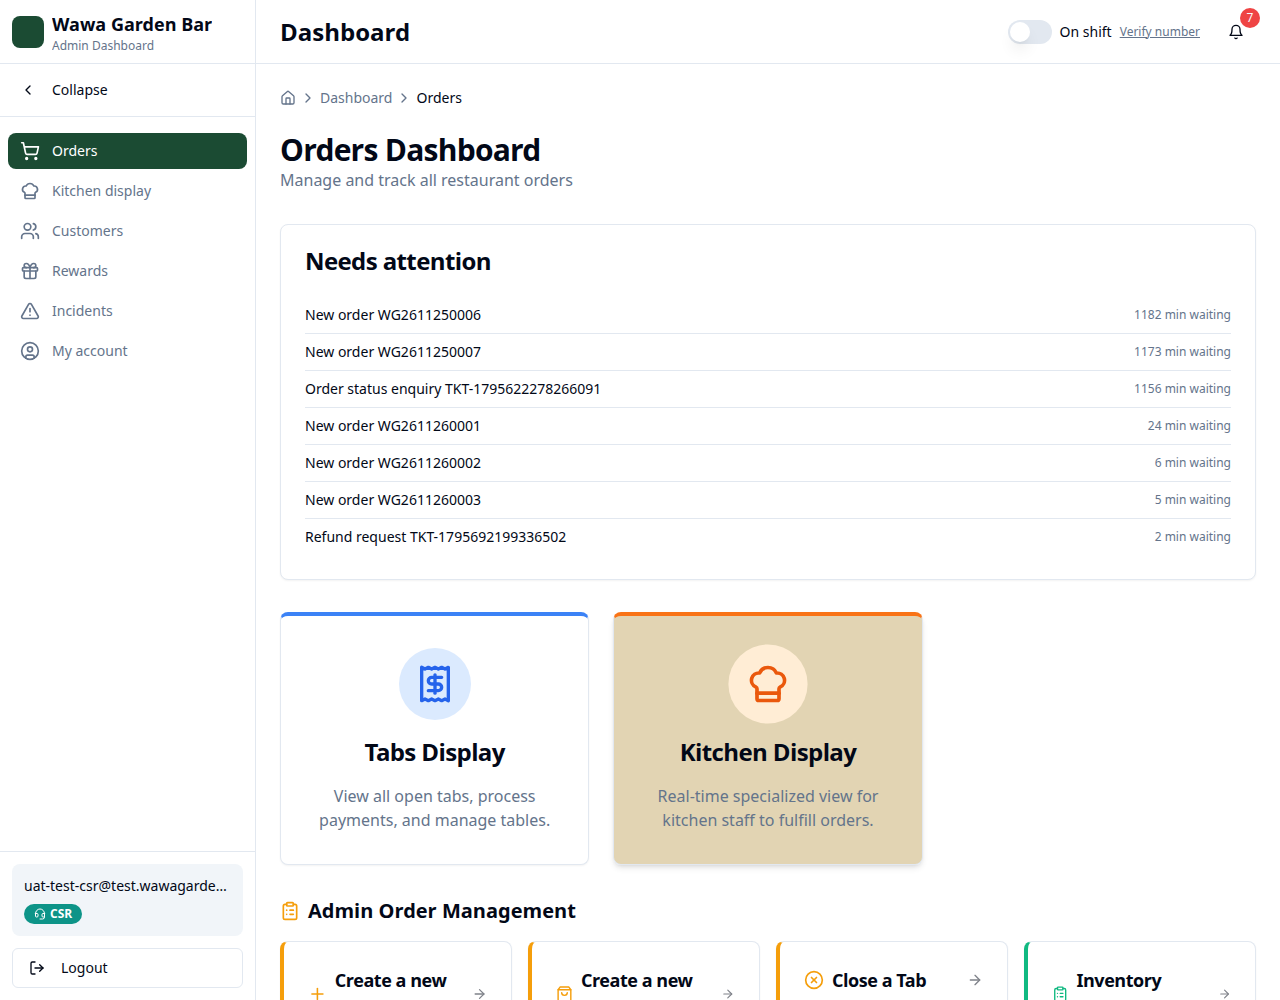 Wawa Garden Bar
Admin Dashboard
Collapse
Orders
Kitchen display
Customers
Rewards
Incidents
My account
uat-test-csr@test.wawagarde...
CSR
Logout
Dashboard
On shift
Verify number
7
Dashboard
Orders
Orders Dashboard
Manage and track all restaurant orders
Needs attention
New order WG2611250006
1182 min waiting
New order WG2611250007
1173 min waiting
Order status enquiry TKT-1795622278266091
1156 min waiting
New order WG2611260001
24 min waiting
New order WG2611260002
6 min waiting
New order WG2611260003
5 min waiting
Refund request TKT-1795692199336502
2 min waiting
Tabs Display
View all open tabs, process
payments, and manage tables.
Kitchen Display
Real-time specialized view for
kitchen staff to fulfill orders.
Admin Order Management
Create a new
Create a new
Close a Tab
Inventory